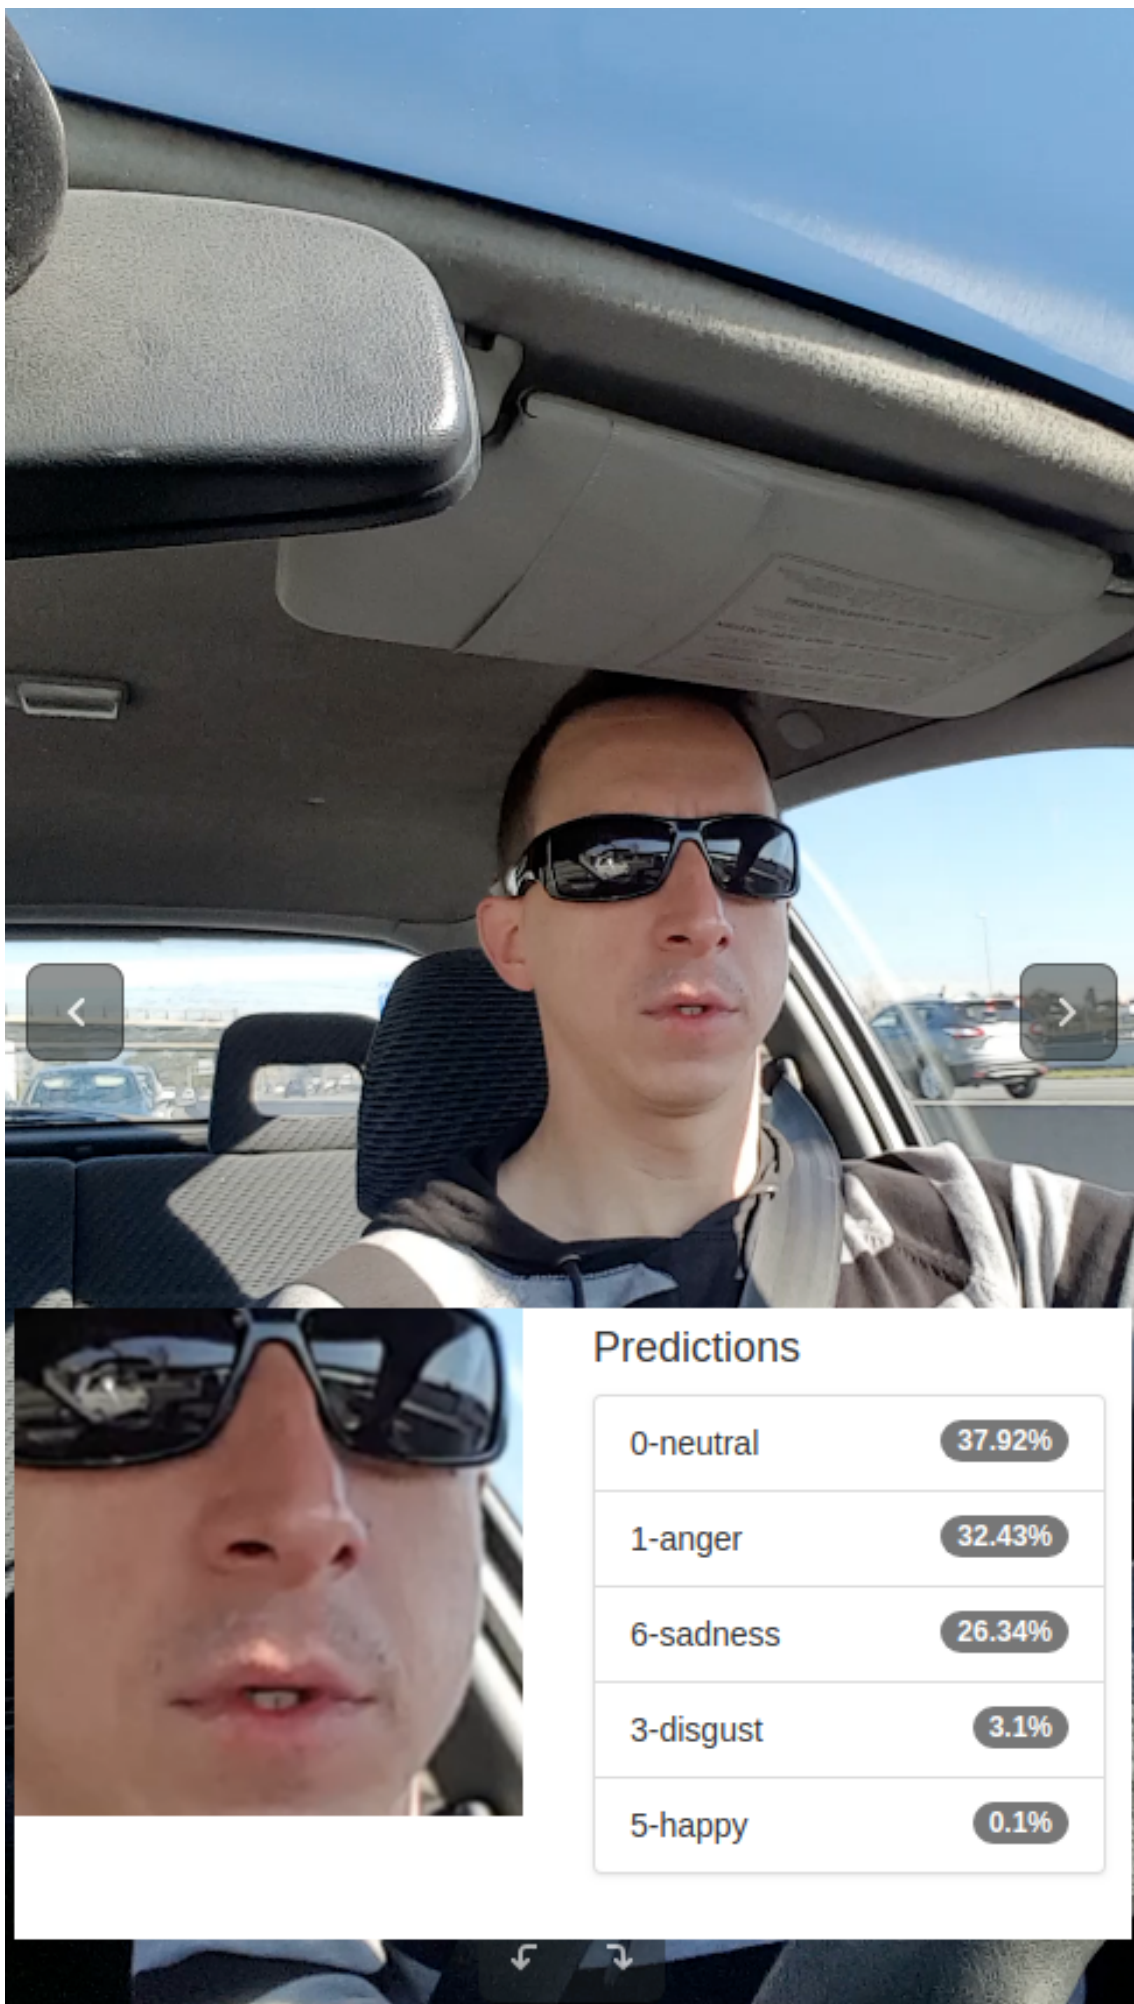 Predictions
0-neutral 37.92%
1-anger 32.43%
6-sadness 26.34%
3-disgust 3.1%
5-happy 0.1%